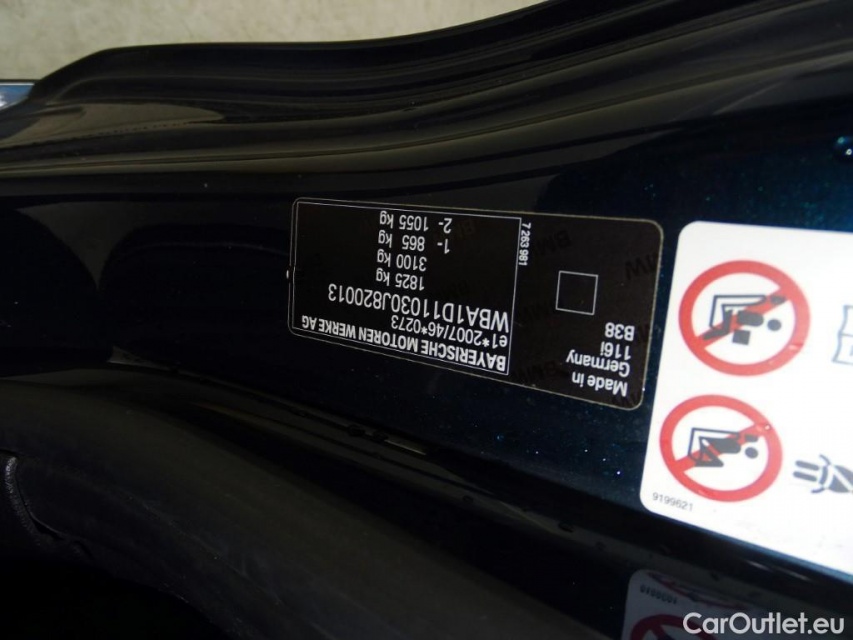 BAYERISCHE MOTOREN WERKE AG
e1*2007/46*0273
WBA1D11030J820013
1825 kg
3100 kg
1- 865 kg
2- 1055 kg
7 263 981
Made in
Germany
116i
B38
9199621
CarOutlet.eu